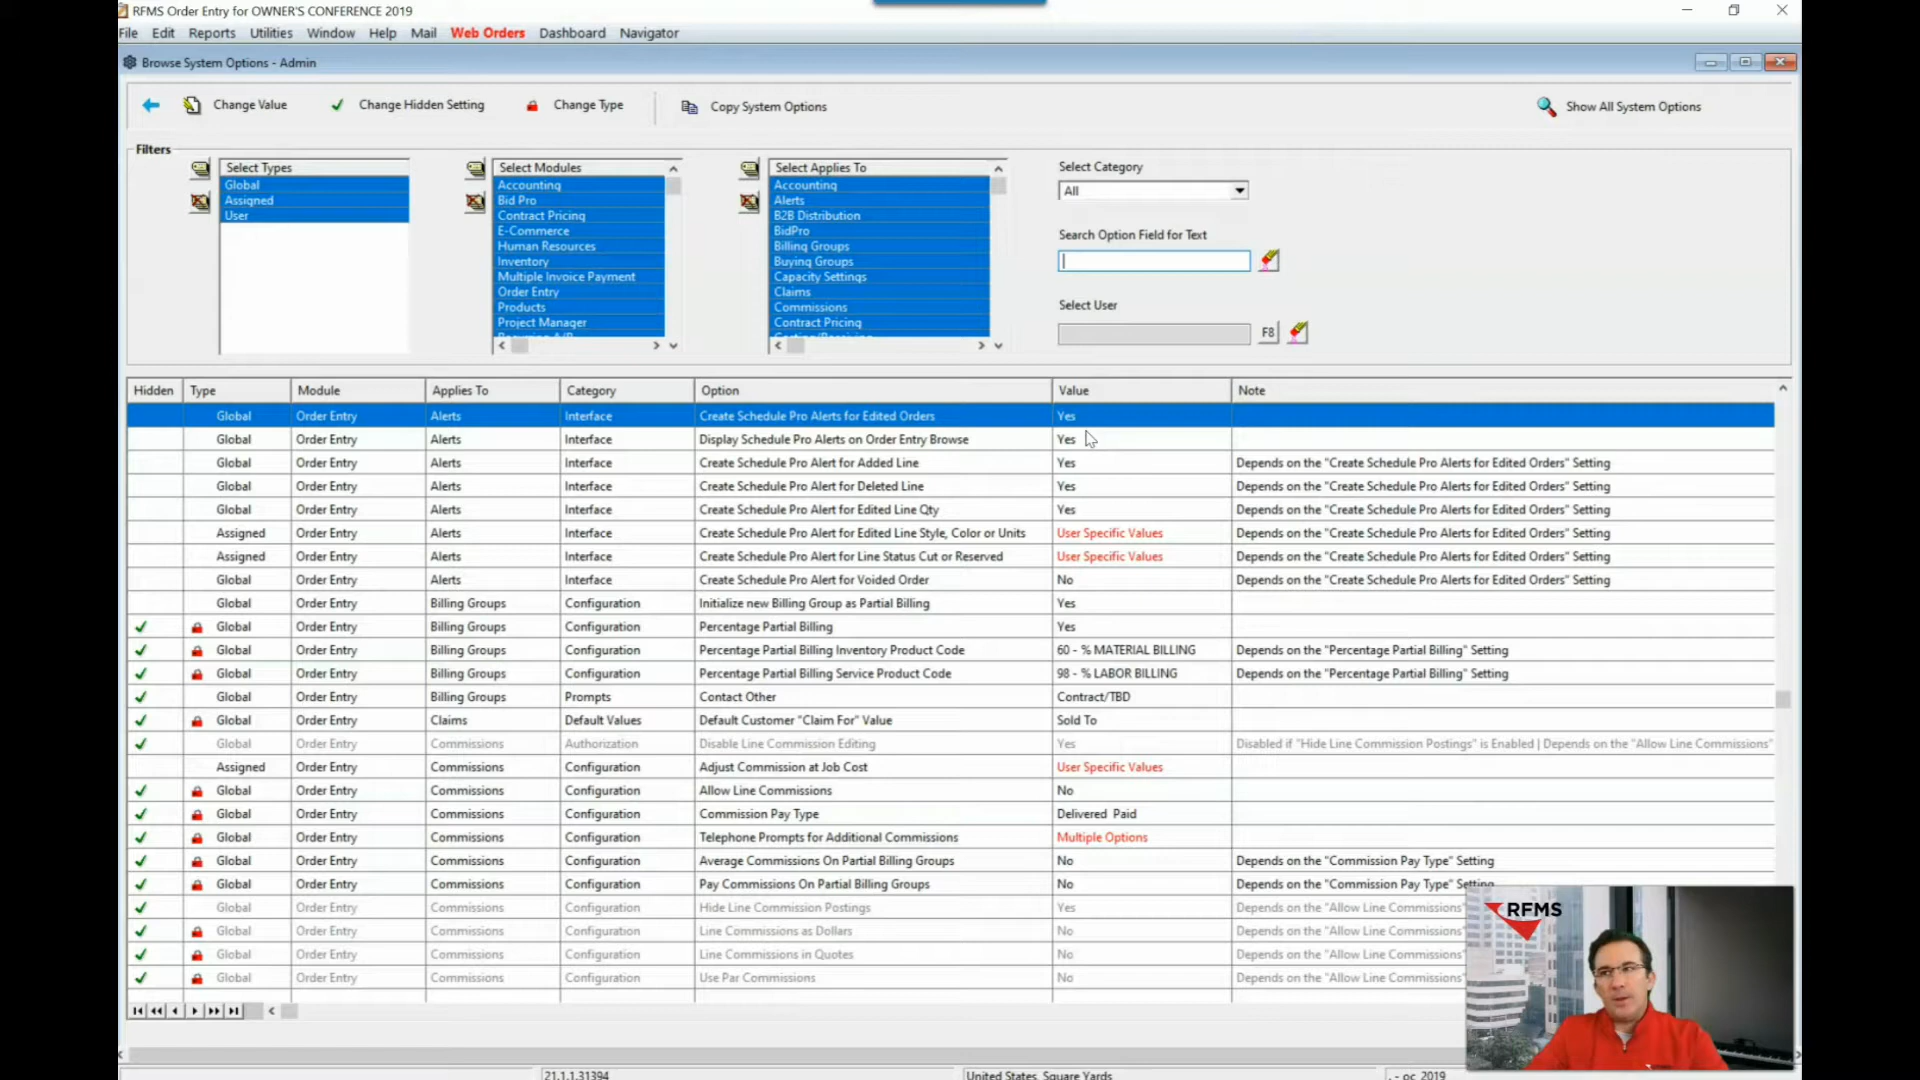 RFMS Order Entry for OWNER'S CONFERENCE 2019
File Edit Reports Utilities Window Help Mail Web Orders Dashboard Navigator
Browse System Options - Admin
Change Value Change Hidden Setting Change Type Copy System Options Show All System Options
Filters
Select Types
Global
Assigned
User
Select Modules
Accounting
Bid Pro
Contract Pricing
E-Commerce
Human Resources
Inventory
Multiple Invoice Payment
Order Entry
Products
Project Manager
Select Applies To
Accounting
Alerts
B2B Distribution
BidPro
Billing Groups
Buying Groups
Capacity Settings
Claims
Commissions
Contract Pricing
Select Category
All
Search Option Field for Text
Select User
F8
Hidden Type Module Applies To Category Option Value Note
Global Order Entry Alerts Interface Create Schedule Pro Alerts for Edited Orders Yes
Global Order Entry Alerts Interface Display Schedule Pro Alerts on Order Entry Browse Yes
Global Order Entry Alerts Interface Create Schedule Pro Alert for Added Line Yes Depends on the "Create Schedule Pro Alerts for Edited Orders" Setting
Global Order Entry Alerts Interface Create Schedule Pro Alert for Deleted Line Yes Depends on the "Create Schedule Pro Alerts for Edited Orders" Setting
Global Order Entry Alerts Interface Create Schedule Pro Alert for Edited Line Qty Yes Depends on the "Create Schedule Pro Alerts for Edited Orders" Setting
Assigned Order Entry Alerts Interface Create Schedule Pro Alert for Edited Line Style, Color or Units User Specific Values Depends on the "Create Schedule Pro Alerts for Edited Orders" Setting
Assigned Order Entry Alerts Interface Create Schedule Pro Alert for Line Status Cut or Reserved User Specific Values Depends on the "Create Schedule Pro Alerts for Edited Orders" Setting
Global Order Entry Alerts Interface Create Schedule Pro Alert for Voided Order No Depends on the "Create Schedule Pro Alerts for Edited Orders" Setting
Global Order Entry Billing Groups Configuration Initialize new Billing Group as Partial Billing Yes
Global Order Entry Billing Groups Configuration Percentage Partial Billing Yes
Global Order Entry Billing Groups Configuration Percentage Partial Billing Inventory Product Code 60 - % MATERIAL BILLING Depends on the "Percentage Partial Billing" Setting
Global Order Entry Billing Groups Configuration Percentage Partial Billing Service Product Code 98 - % LABOR BILLING Depends on the "Percentage Partial Billing" Setting
Global Order Entry Billing Groups Prompts Contact Other Contract/TBD
Global Order Entry Claims Default Values Default Customer "Claim For" Value Sold To
Global Order Entry Commissions Authorization Disable Line Commission Editing Yes Disabled if "Hide Line Commission Postings" is Enabled | Depends on the "Allow Line Commissions"
Assigned Order Entry Commissions Configuration Adjust Commission at Job Cost User Specific Values
Global Order Entry Commissions Configuration Allow Line Commissions No
Global Order Entry Commissions Configuration Commission Pay Type Delivered Paid
Global Order Entry Commissions Configuration Telephone Prompts for Additional Commissions Multiple Options
Global Order Entry Commissions Configuration Average Commissions On Partial Billing Groups No Depends on the "Commission Pay Type" Setting
Global Order Entry Commissions Configuration Pay Commissions On Partial Billing Groups No Depends on the "Commission Pay Type" Setting
Global Order Entry Commissions Configuration Hide Line Commission Postings Yes Depends on the "Allow Line Commissions"
Global Order Entry Commissions Configuration Line Commissions as Dollars No Depends on the "Allow Line Commissions"
Global Order Entry Commissions Configuration Line Commissions in Quotes No Depends on the "Allow Line Commissions"
Global Order Entry Commissions Configuration Use Par Commissions No Depends on the "Allow Line Commissions"
RFMS
21.1.1.31394 United States, Square Yards . - oc_2019